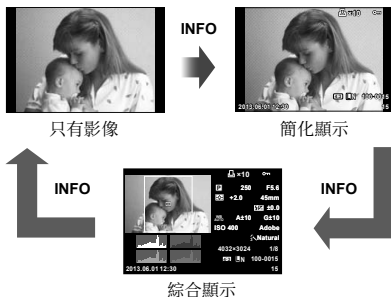 INFO
×10
2013.06.01 12:30
100-0015
15
只有影像
簡化顯示
INFO
INFO
×10
P 250 F5.6
+2.0 45mm
±0.0
A±10 G±10
ISO 400 Adobe
Natural
4032×3024 1/8
N 100-0015
2013.06.01 12:30 15
綜合顯示